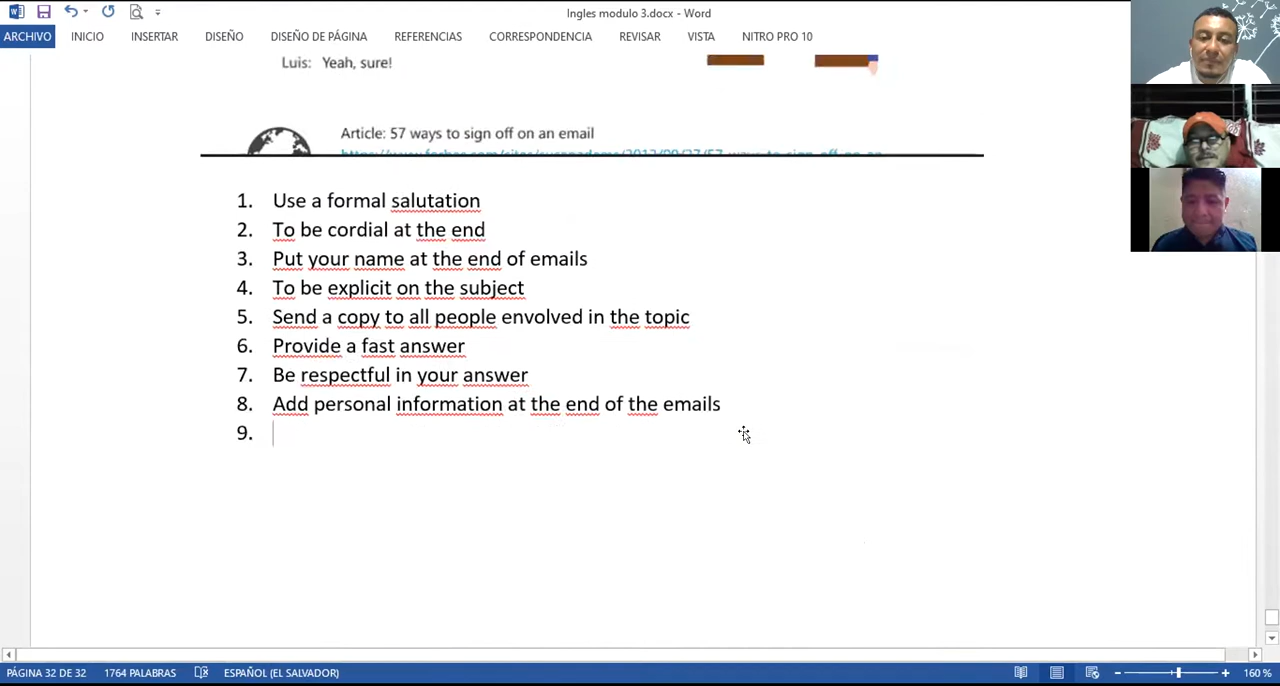 Ingles modulo 3.docx - Word
ARCHIVO INICIO INSERTAR DISEÑO DISEÑO DE PÁGINA REFERENCIAS CORRESPONDENCIA REVISAR VISTA NITRO PRO 10
Luis: Yeah, sure!
Article: 57 ways to sign off on an email
1. Use a formal salutation
2. To be cordial at the end
3. Put your name at the end of emails
4. To be explicit on the subject
5. Send a copy to all people envolved in the topic
6. Provide a fast answer
7. Be respectful in your answer
8. Add personal information at the end of the emails
9.
PÁGINA 32 DE 32 1764 PALABRAS ESPAÑOL (EL SALVADOR) 160 %